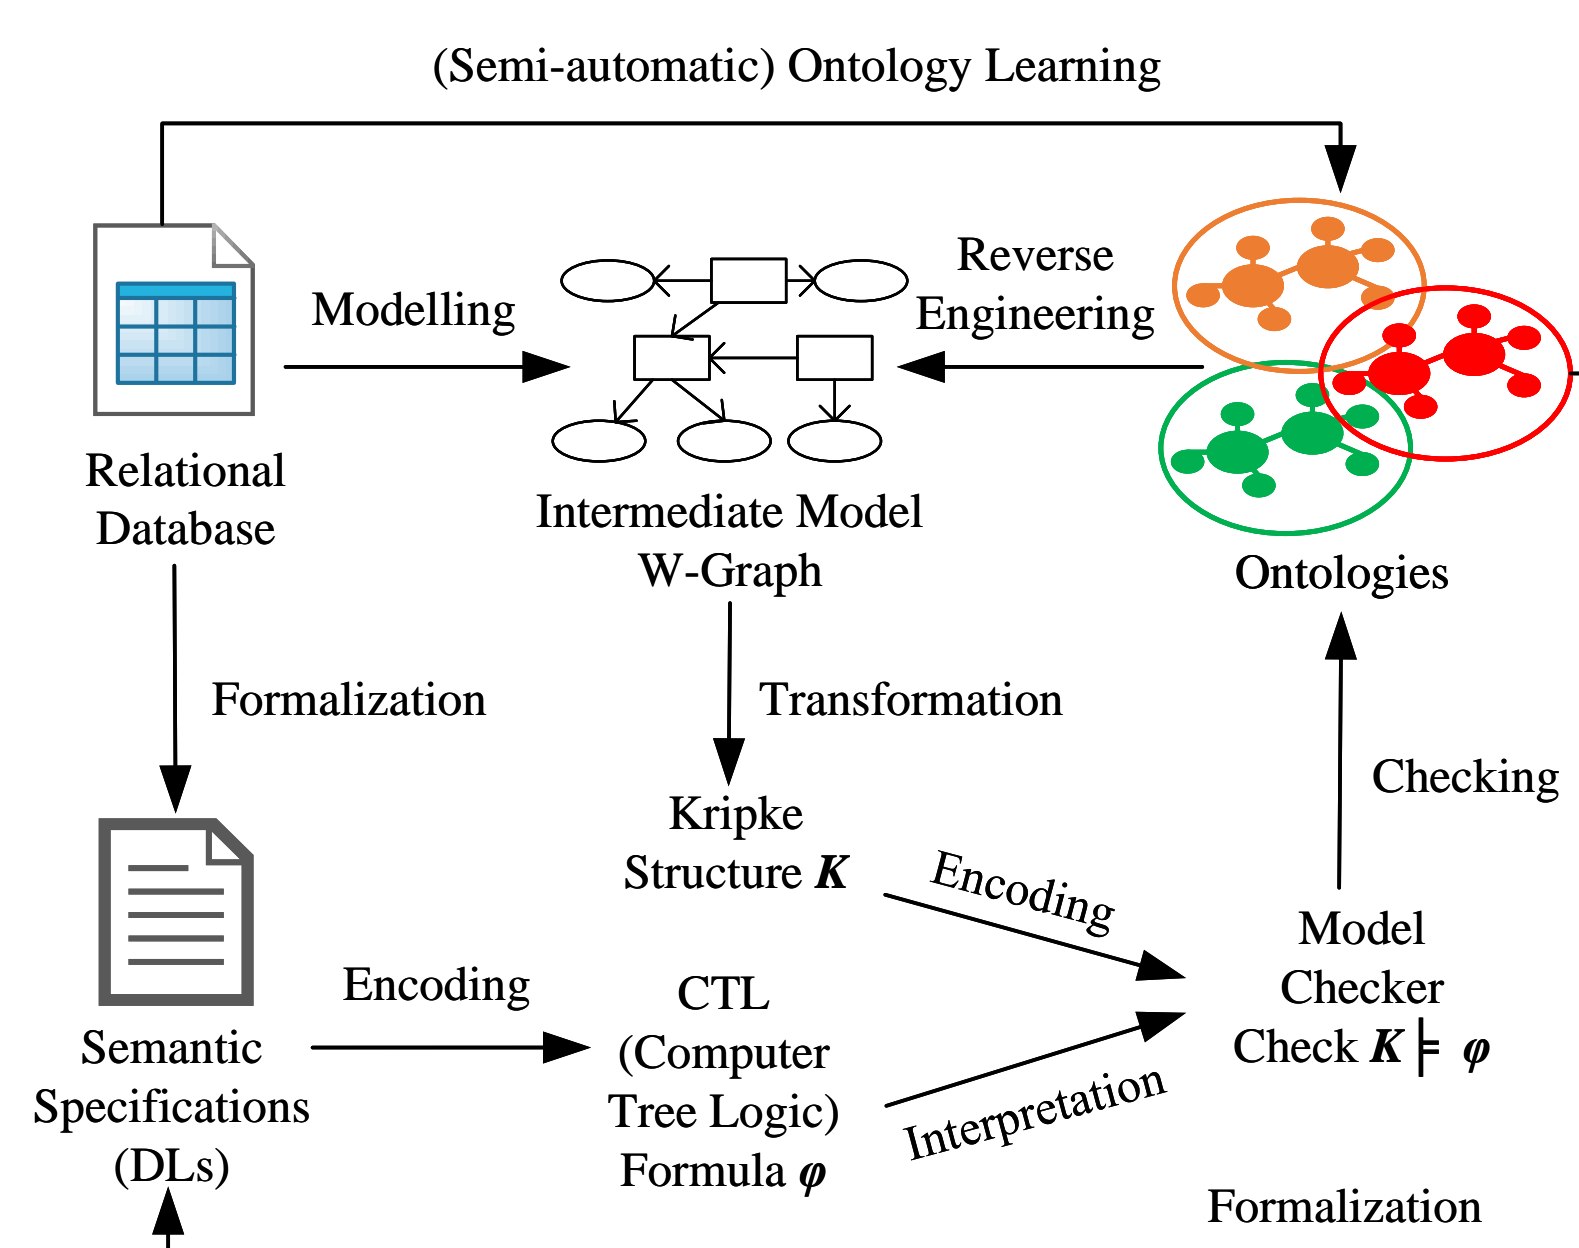 (Semi-automatic) Ontology Learning
Modelling
Reverse
Engineering
Relational
Database
Intermediate Model
W-Graph
Ontologies
Formalization
Transformation
Checking
Kripke
Structure K
Encoding
Model
Checker
Check K ⊨ φ
Encoding
CTL
(Computer
Tree Logic)
Formula φ
Interpretation
Semantic
Specifications
(DLs)
Formalization